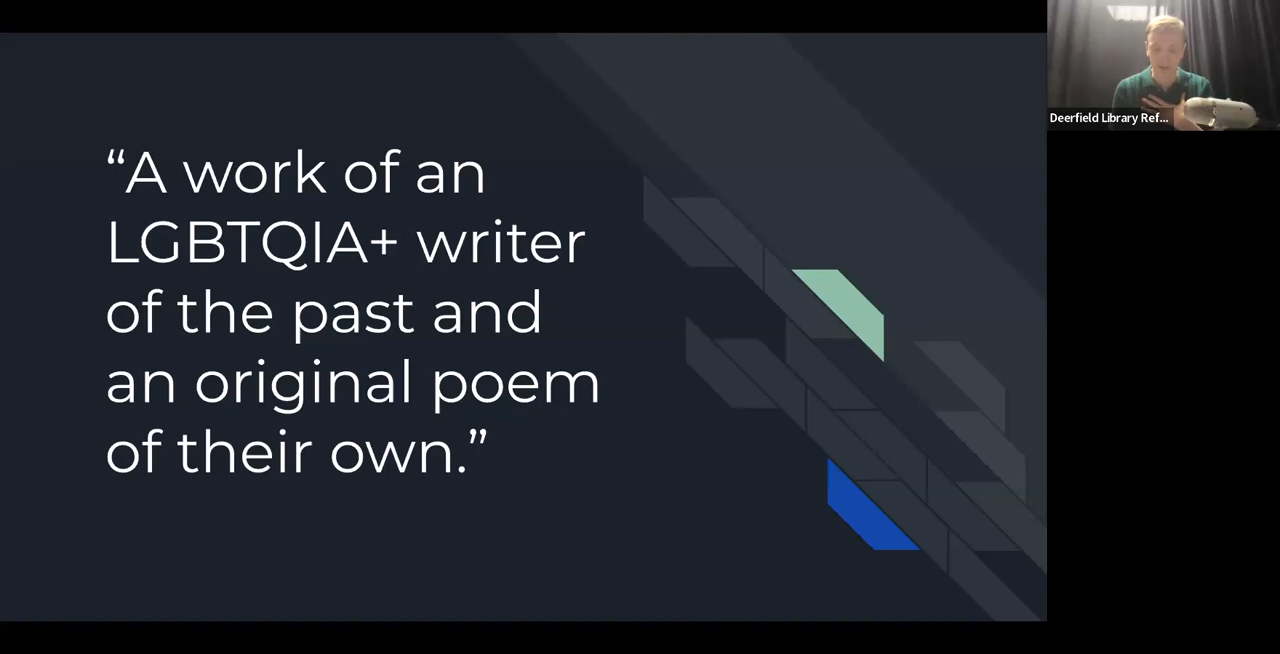 “A work of an
LGBTQIA+ writer
of the past and
an original poem
of their own.”
Deerfield Library Ref...